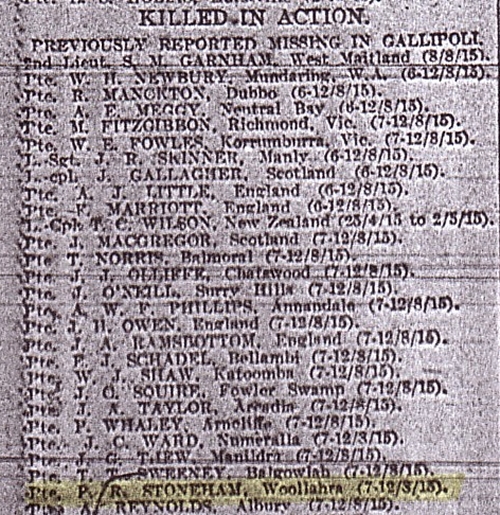 KILLED IN ACTION.
PREVIOUSLY REPORTED MISSING IN GALLIPOLI.
2nd Lieut. S. M. GARNHAM, West Maitland (8/8/15).
Pte. W. H. NEWBURY, Mundaring, W.A. (6-12/8/15).
Pte. R. MANCKTON, Dubbo (6-12/8/15).
Pte. A. E. MEGGY, Neutral Bay (6-12/8/15).
Pte. M. FITZGIBBON, Richmond, Vic. (7-12/8/15).
Pte. W. E. FOWLES, Korrumburra, Vic. (7-12/8/15).
L.-Sgt. J. R. SKINNER, Manly (6-12/8/15).
L.-cpl. J. GALLAGHER, Scotland (6-12/8/15).
Pte. A. J. LITTLE, England (6-12/8/15).
Pte. F. MARRIOTT, England (6-12/8/15).
L.-Cpl. T. C. WILSON, New Zealand (25/4/15 to 2/5/15).
Pte. J. MACGREGOR, Scotland (7-12/8/15).
Pte. T. NORRIS, Balmoral (7-12/8/15).
Pte. J. J. OLLIFFE, Chatswood (7-12/8/15).
Pte. J. O'NEILL, Surry Hills (7-12/8/15).
Pte. A. W. F. PHILLIPS, Annandale (7-12/8/15).
Pte. J. H. OWEN, England (7-12/8/15).
Pte. J. A. RAMSBOTTOM, England (7-12/8/15).
Pte. P. J. SCHADEL, Bellambi (7-12/8/15).
Pte. W. J. SHAW, Katoomba (7-12/8/15).
Pte. J. C. SQUIRE, Fowler Swamp (7-12/8/15).
Pte. J. A. TAYLOR, Arcadia (7-12/8/15).
Pte. P. WHALEY, Arncliffe (7-12/8/15).
Pte. J. C. WARD, Numeralla (7-12/8/15).
Pte. J. G. TIEW, Manildra (7-12/8/15).
Pte. T. T. SWEENEY, Balgowlah (7-12/8/15).
Pte. P. R. STONEHAM, Woollahra (7-12/8/15).
Pte. A. REYNOLDS, Albury (7-12/8/15).